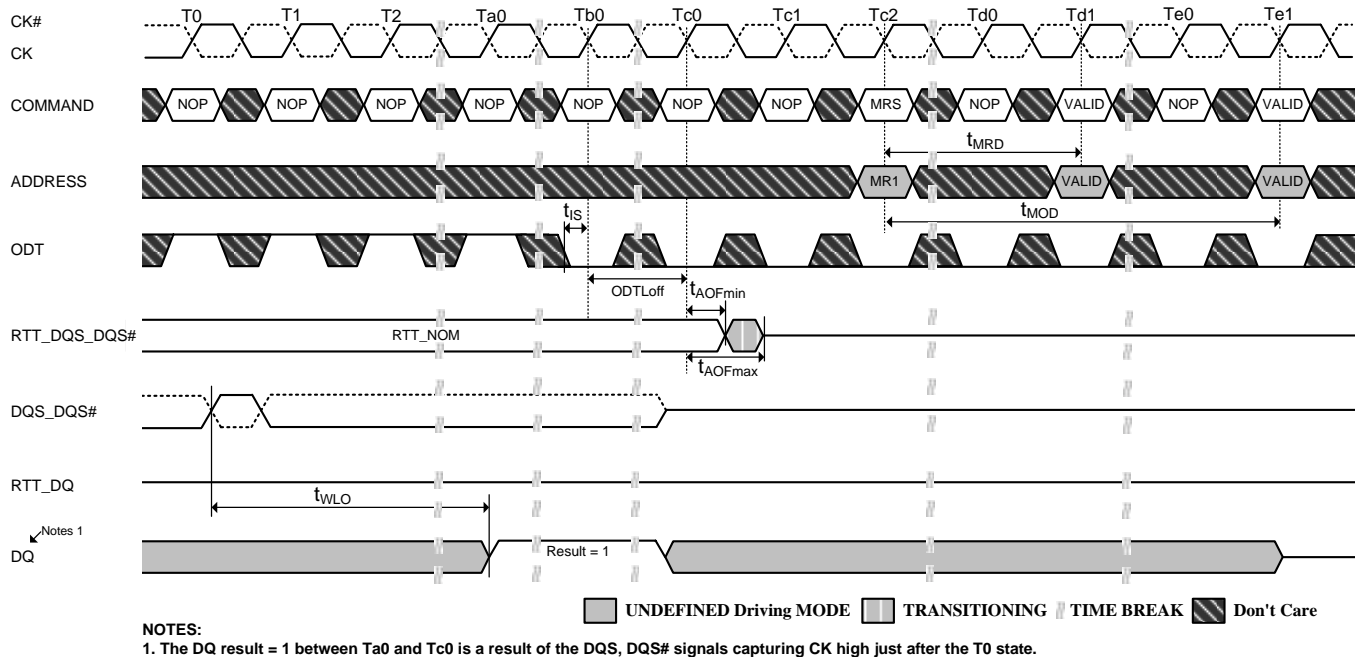 CK# T0 T1 T2 Ta0 Tb0 Tc0 Tc1 Tc2 Td0 Td1 Te0 Te1
CK
COMMAND NOP NOP NOP NOP NOP NOP NOP MRS NOP VALID NOP VALID
tMRD
ADDRESS MR1 VALID VALID
tIS tMOD
ODT
ODTLoff tAOFmin
RTT_DQS_DQS# RTT_NOM
tAOFmax
DQS_DQS#
RTT_DQ
tWLO
Notes 1
DQ Result = 1
UNDEFINED Driving MODE TRANSITIONING TIME BREAK Don't Care
NOTES:
1. The DQ result = 1 between Ta0 and Tc0 is a result of the DQS, DQS# signals capturing CK high just after the T0 state.